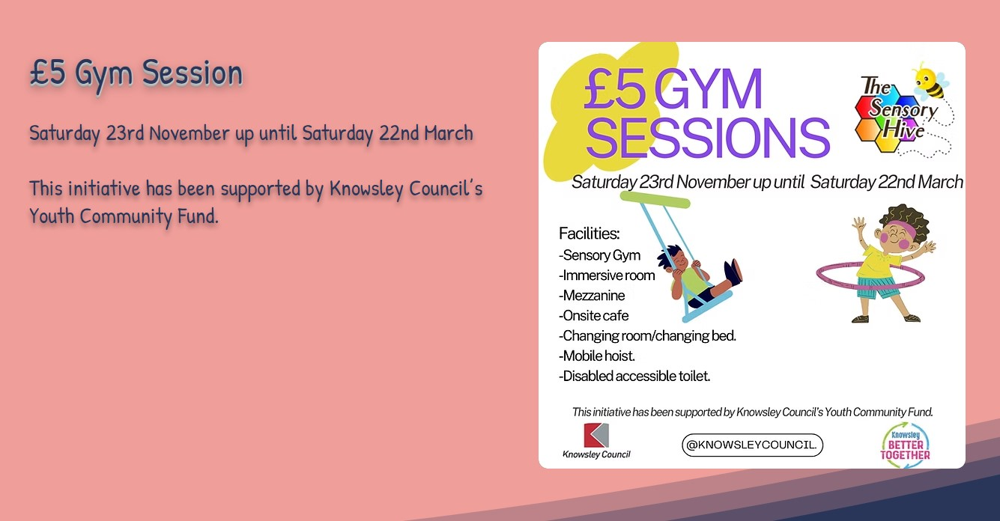 £5 Gym Session
Saturday 23rd November up until Saturday 22nd March
This initiative has been supported by Knowsley Council's
Youth Community Fund.
£5 GYM
SESSIONS
The
Sensory
Hive
Saturday 23rd November up until Saturday 22nd March
Facilities:
-Sensory Gym
-Immersive room
-Mezzanine
-Onsite cafe
-Changing room/changing bed.
-Mobile hoist.
-Disabled accessible toilet.
This initiative has been supported by Knowsley Council's Youth Community Fund.
Knowsley Council
@KNOWSLEYCOUNCIL.
Knowsley
BETTER
TOGETHER